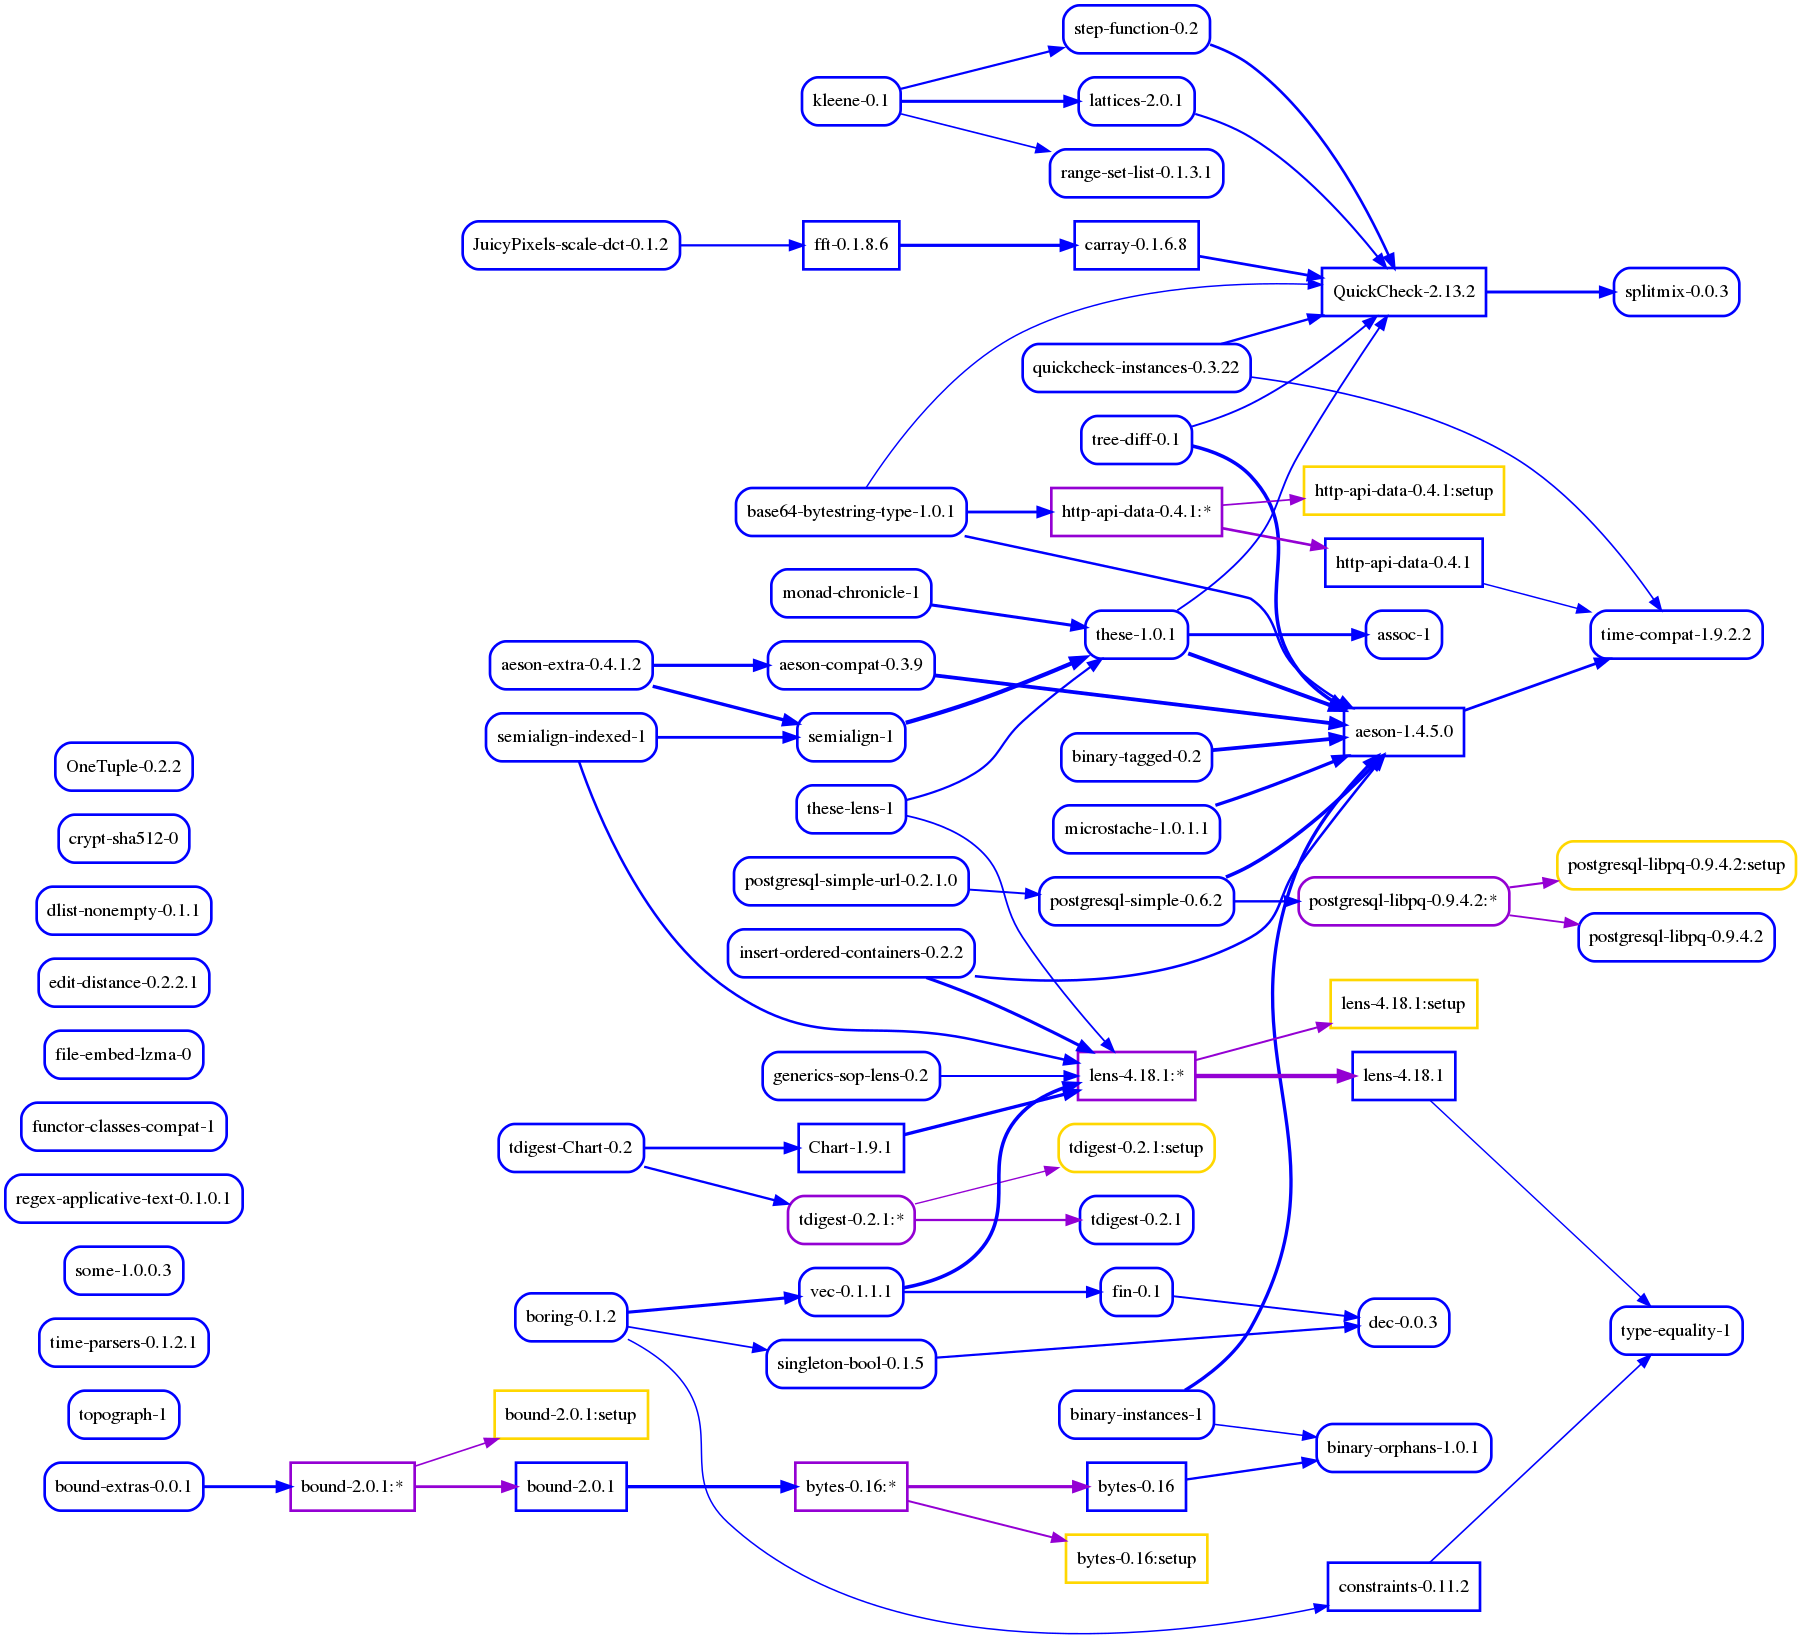 step-function-0.2
kleene-0.1
lattices-2.0.1
range-set-list-0.1.3.1
JuicyPixels-scale-dct-0.1.2
fft-0.1.8.6
carray-0.1.6.8
QuickCheck-2.13.2
splitmix-0.0.3
quickcheck-instances-0.3.22
tree-diff-0.1
http-api-data-0.4.1:setup
base64-bytestring-type-1.0.1
http-api-data-0.4.1:*
http-api-data-0.4.1
monad-chronicle-1
these-1.0.1
assoc-1
time-compat-1.9.2.2
aeson-extra-0.4.1.2
aeson-compat-0.3.9
semialign-indexed-1
semialign-1
aeson-1.4.5.0
binary-tagged-0.2
OneTuple-0.2.2
these-lens-1
microstache-1.0.1.1
crypt-sha512-0
postgresql-libpq-0.9.4.2:setup
postgresql-simple-url-0.2.1.0
postgresql-simple-0.6.2
postgresql-libpq-0.9.4.2:*
dlist-nonempty-0.1.1
postgresql-libpq-0.9.4.2
insert-ordered-containers-0.2.2
edit-distance-0.2.2.1
lens-4.18.1:setup
file-embed-lzma-0
generics-sop-lens-0.2
lens-4.18.1:*
lens-4.18.1
functor-classes-compat-1
tdigest-Chart-0.2
Chart-1.9.1
tdigest-0.2.1:setup
regex-applicative-text-0.1.0.1
tdigest-0.2.1:*
tdigest-0.2.1
some-1.0.0.3
vec-0.1.1.1
fin-0.1
boring-0.1.2
dec-0.0.3
type-equality-1
time-parsers-0.1.2.1
singleton-bool-0.1.5
topograph-1
bound-2.0.1:setup
binary-instances-1
binary-orphans-1.0.1
bound-extras-0.0.1
bound-2.0.1:*
bound-2.0.1
bytes-0.16:*
bytes-0.16
bytes-0.16:setup
constraints-0.11.2